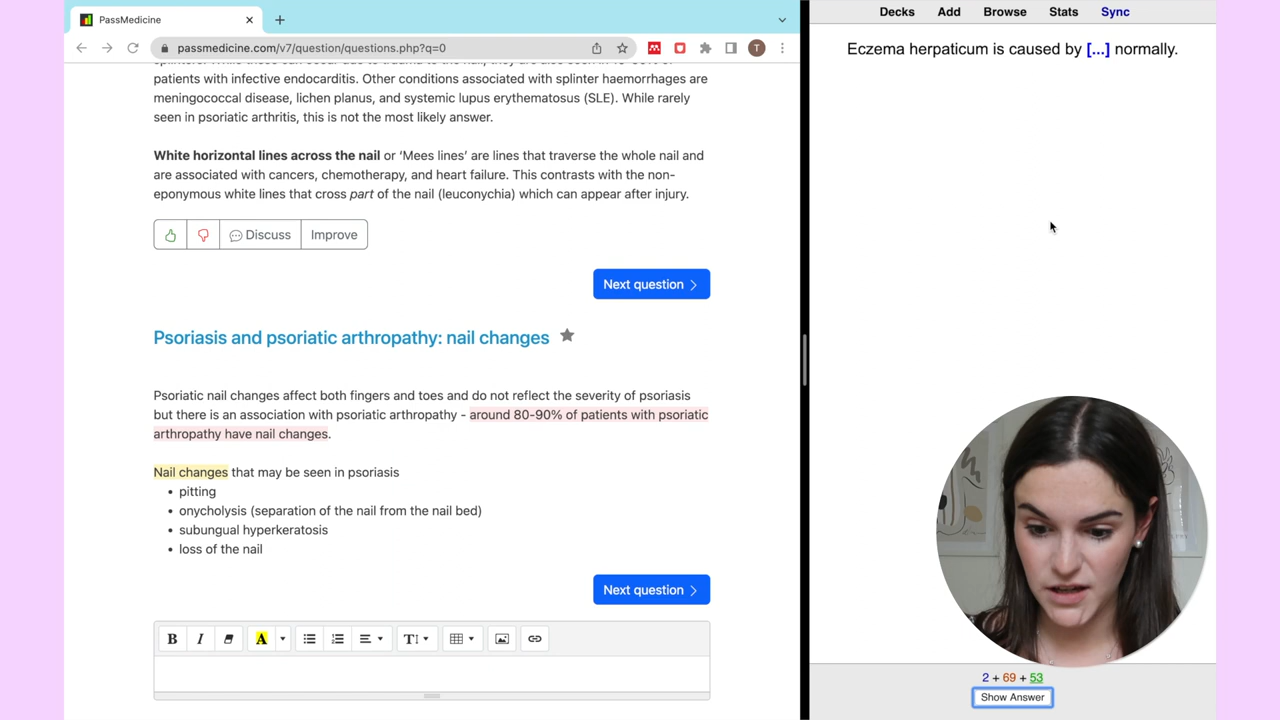 PassMedicine
passmedicine.com/v7/question/questions.php?q=0
T
patients with infective endocarditis. Other conditions associated with splinter haemorrhages are
meningococcal disease, lichen planus, and systemic lupus erythematosus (SLE). While rarely
seen in psoriatic arthritis, this is not the most likely answer.
White horizontal lines across the nail or ‘Mees lines’ are lines that traverse the whole nail and
are associated with cancers, chemotherapy, and heart failure. This contrasts with the non-
eponymous white lines that cross part of the nail (leuconychia) which can appear after injury.
Discuss
Improve
Next question
Psoriasis and psoriatic arthropathy: nail changes
Psoriatic nail changes affect both fingers and toes and do not reflect the severity of psoriasis
but there is an association with psoriatic arthropathy - around 80-90% of patients with psoriatic
arthropathy have nail changes.
Nail changes that may be seen in psoriasis
• pitting
• onycholysis (separation of the nail from the nail bed)
• subungual hyperkeratosis
• loss of the nail
Next question
B I A T
Decks Add Browse Stats Sync
Eczema herpaticum is caused by [...] normally.
2 + 69 + 53
Show Answer